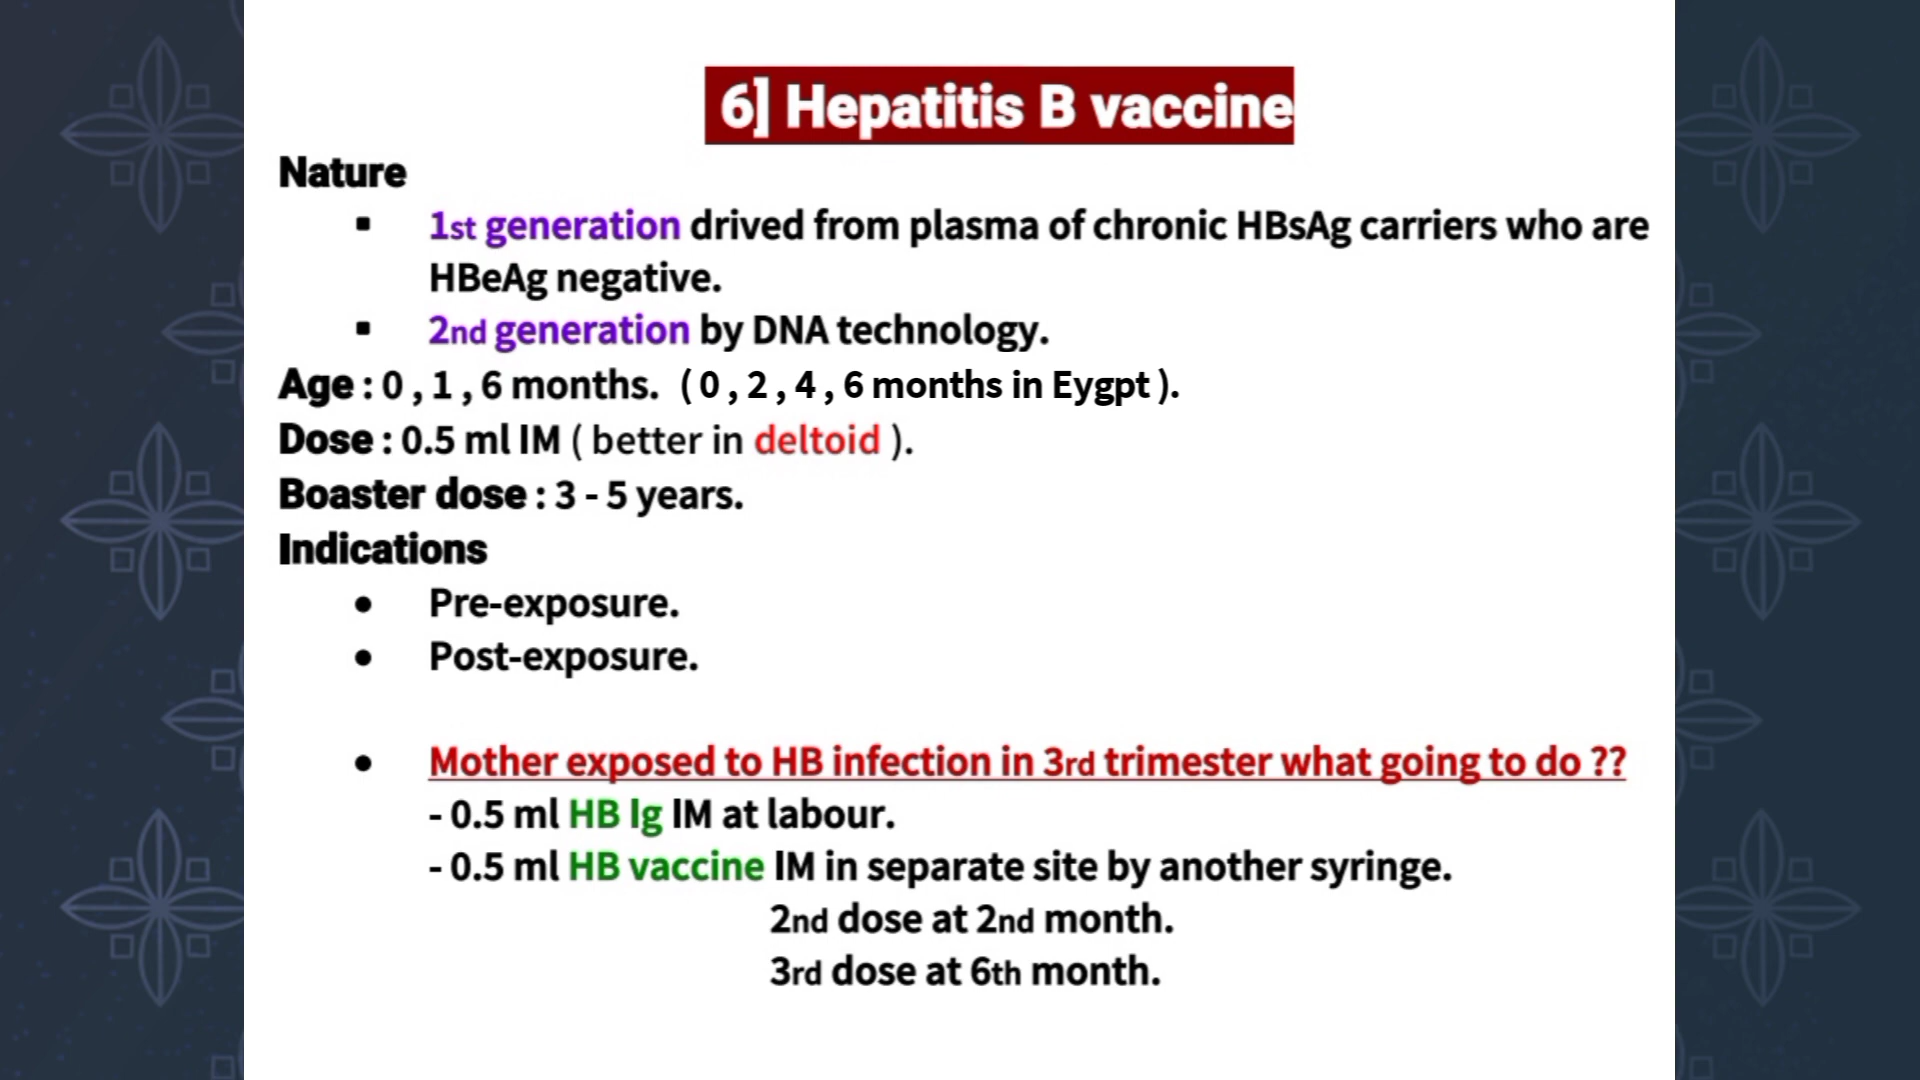 6] Hepatitis B vaccine
Nature
▪ 1st generation drived from plasma of chronic HBsAg carriers who are
HBeAg negative.
▪ 2nd generation by DNA technology.
Age : 0 , 1 , 6 months. ( 0 , 2 , 4 , 6 months in Eygpt ).
Dose : 0.5 ml IM ( better in deltoid ).
Boaster dose : 3 - 5 years.
Indications
● Pre-exposure.
● Post-exposure.
● Mother exposed to HB infection in 3rd trimester what going to do ??
- 0.5 ml HB Ig IM at labour.
- 0.5 ml HB vaccine IM in separate site by another syringe.
2nd dose at 2nd month.
3rd dose at 6th month.